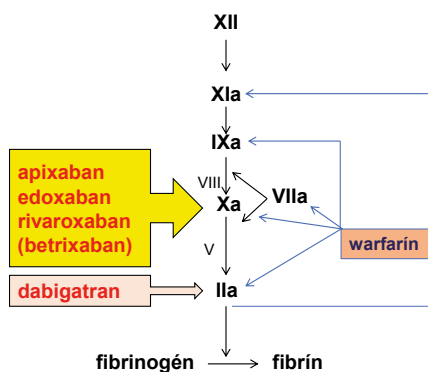 XII
XIa
IXa
VIII
apixaban
edoxaban
rivaroxaban
(betrixaban)
Xa
VIIa
V
warfarín
dabigatran
IIa
fibrinogén
fibrín